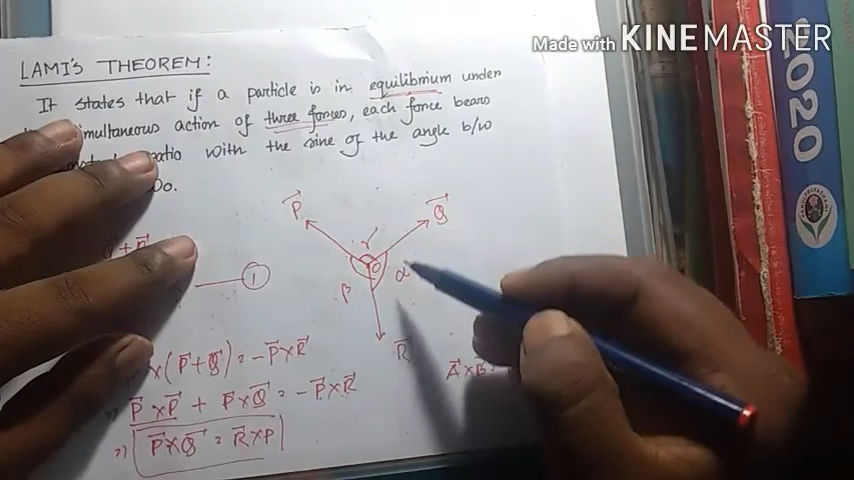 Made with KINEMASTER
LAMI'S THEOREM:
It states that if a particle is in equilibrium under
simultaneous action of three forces, each force bears
ratio with the sine of the angle b/w
2020
P⃗ Q⃗
γ
O
β α
R⃗
1
×(P⃗+Q⃗) = -P⃗×R⃗
P⃗×P⃗ + P×Q⃗ = -P⃗×R⃗
P⃗×Q⃗ = R⃗×P
A⃗×B⃗